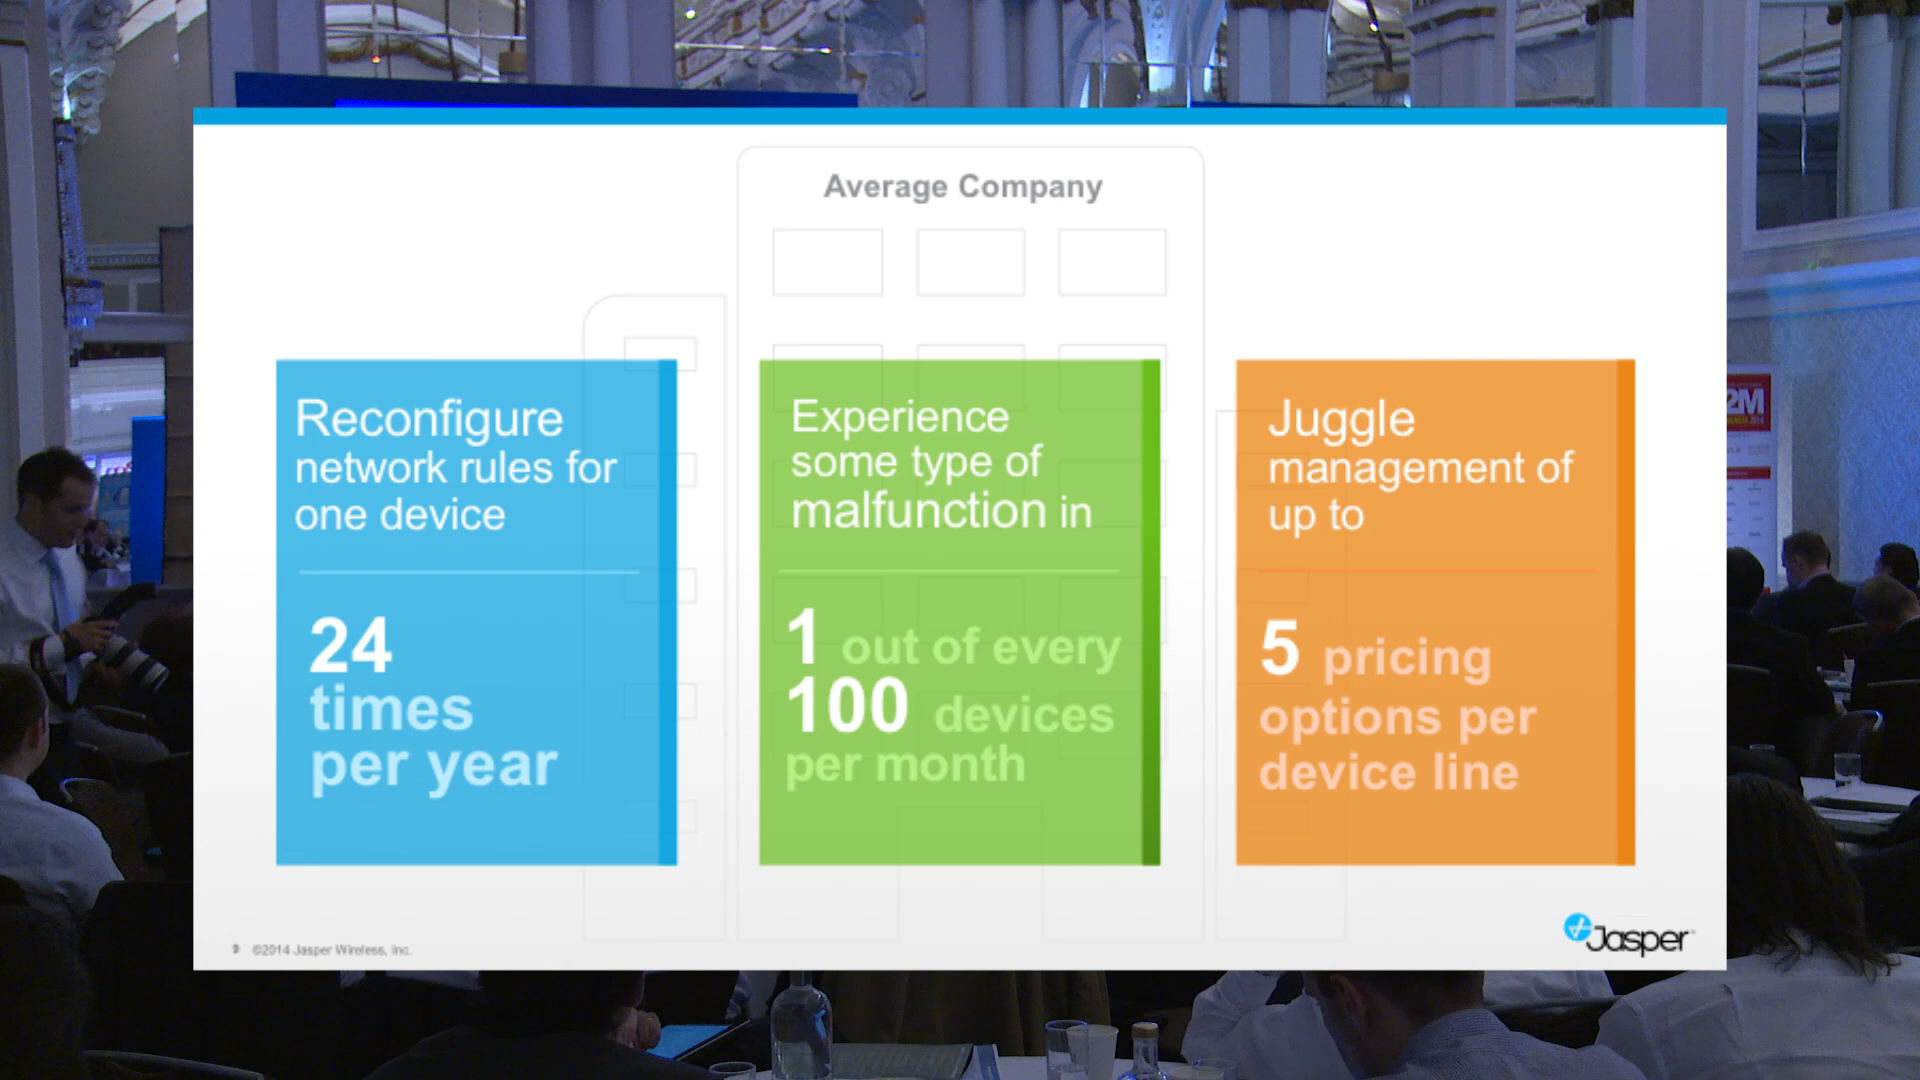 Average Company
Reconfigure
network rules for
one device
24
times
per year
Experience
some type of
malfunction in
1 out of every
100 devices
per month
Juggle
management of
up to
5 pricing
options per
device line
9 ©2014 Jasper Wireless, Inc.
Jasper
2M